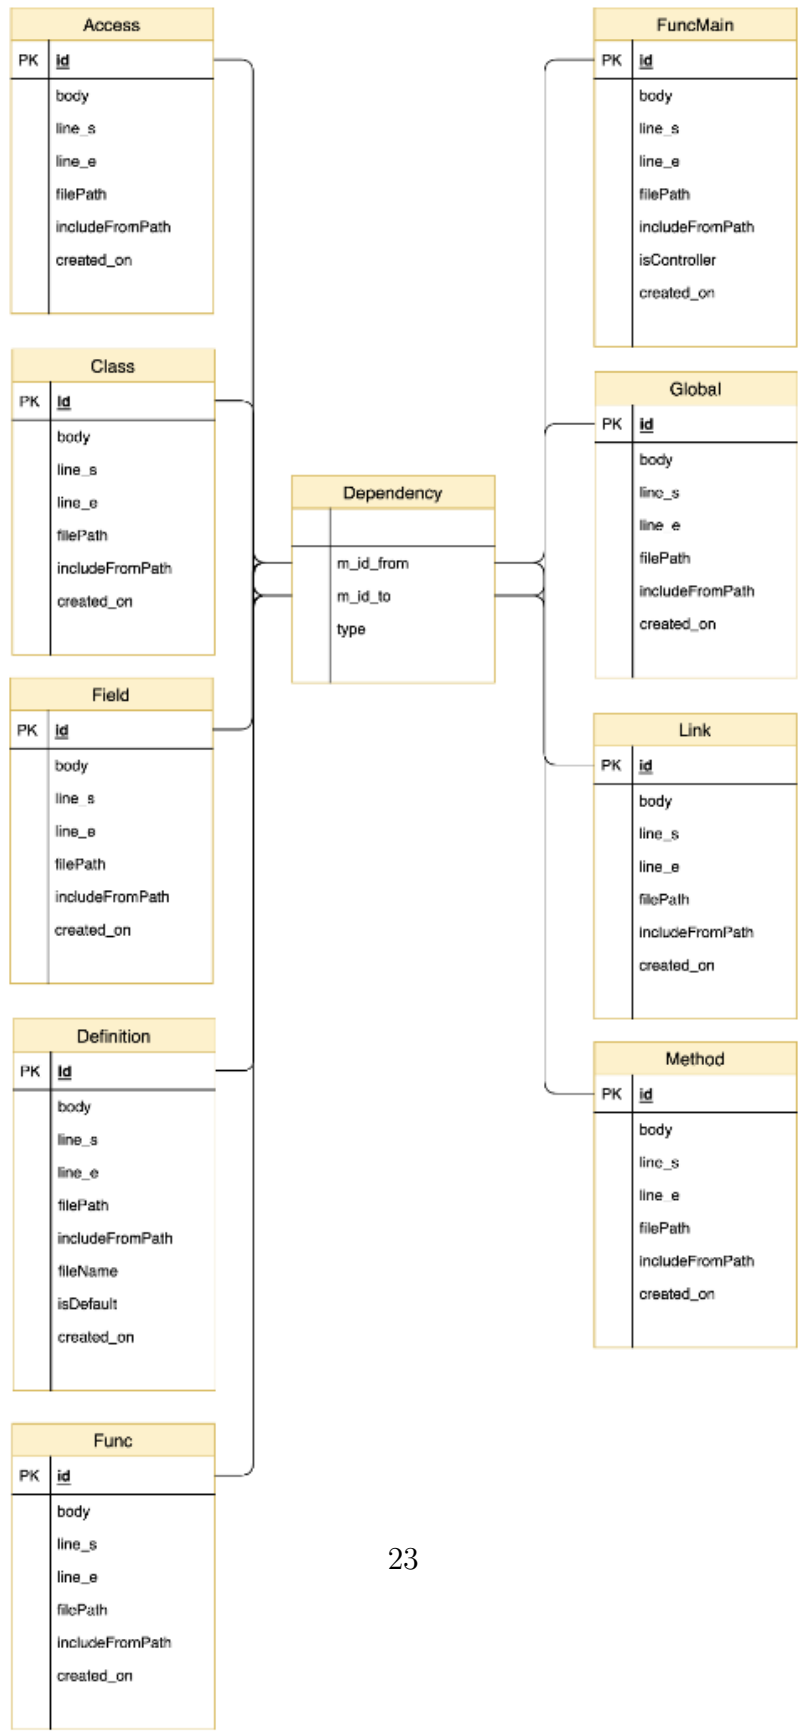 Access
PK id
body
line_s
line_e
filePath
includeFromPath
created_on
Class
PK id
body
line_s
line_e
filePath
includeFromPath
created_on
Field
PK id
body
line_s
line_e
filePath
includeFromPath
created_on
Definition
PK id
body
line_s
line_e
filePath
includeFromPath
fileName
isDefault
created_on
Func
PK id
body
line_s
line_e
filePath
includeFromPath
created_on
Dependency
m_id_from
m_id_to
type
FuncMain
PK id
body
line_s
line_e
filePath
includeFromPath
isController
created_on
Global
PK id
body
line_s
line_e
filePath
includeFromPath
created_on
Link
PK id
body
line_s
line_e
filePath
includeFromPath
created_on
Method
PK id
body
line_s
line_e
filePath
includeFromPath
created_on
23